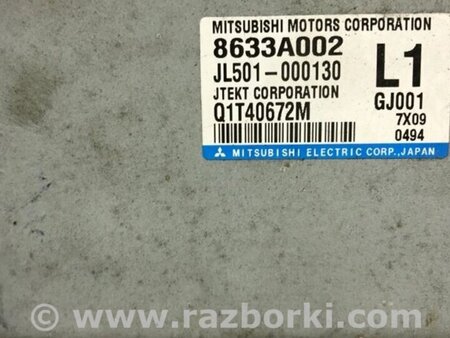 MITSUBISHI MOTORS CORPORATION
8633A002
L1
JL501-000130
JTEKT CORPORATION
GJ001
Q1T40672M
7X09
0494
MITSUBISHI ELECTRIC CORP.,JAPAN
© www.razborki.com